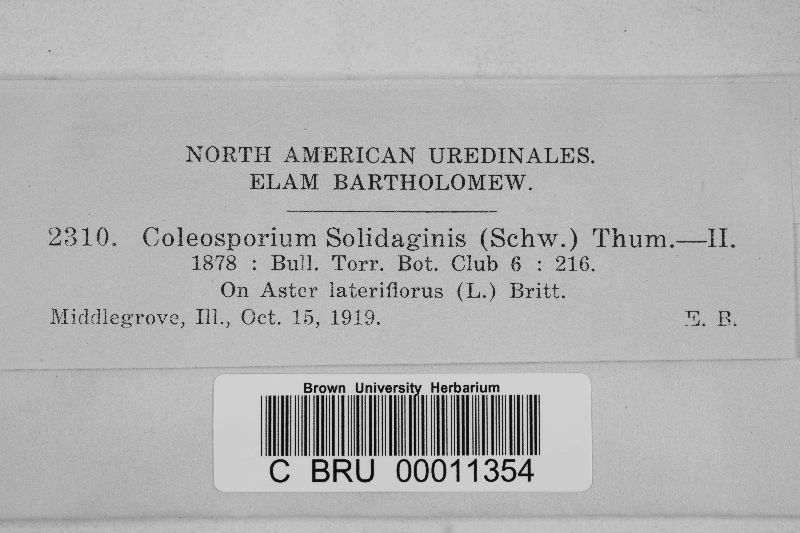 NORTH AMERICAN UREDINALES.
ELAM BARTHOLOMEW.
2310. Coleosporium Solidaginis (Schw.) Thum.—II.
1878 : Bull. Torr. Bot. Club 6 : 216.
On Aster lateriflorus (L.) Britt.
Middlegrove, Ill., Oct. 15, 1919. E. B.
Brown University Herbarium
C BRU 00011354